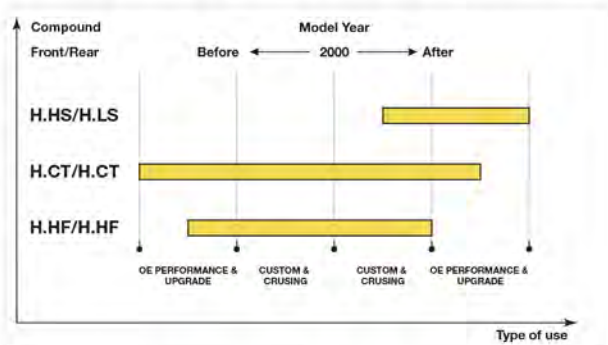 Compound
Model Year
Front/Rear
Before
2000
After
H.HS/H.LS
H.CT/H.CT
H.HF/H.HF
OE PERFORMANCE &
UPGRADE
CUSTOM &
CRUSING
CUSTOM &
CRUSING
OE PERFORMANCE &
UPGRADE
Type of use